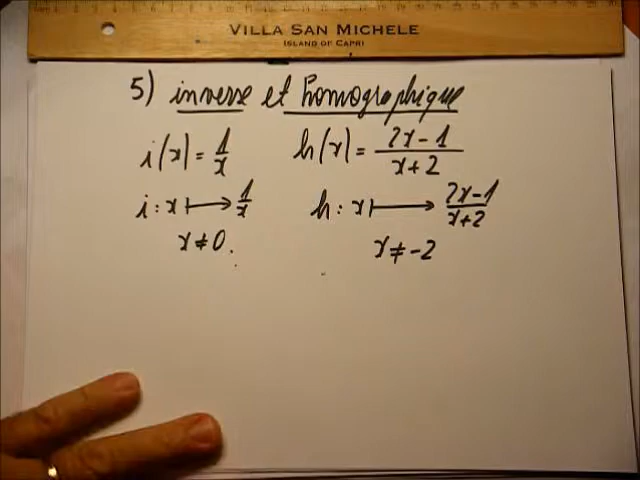 VILLA SAN MICHELE
ISLAND OF CAPRI
5) inverse et homographique
i(x) = 1/x    h(x) = (2x-1)/(x+2)
i : x ↦ 1/x    h : x ↦ (2x-1)/(x+2)
x ≠ 0.    x ≠ -2